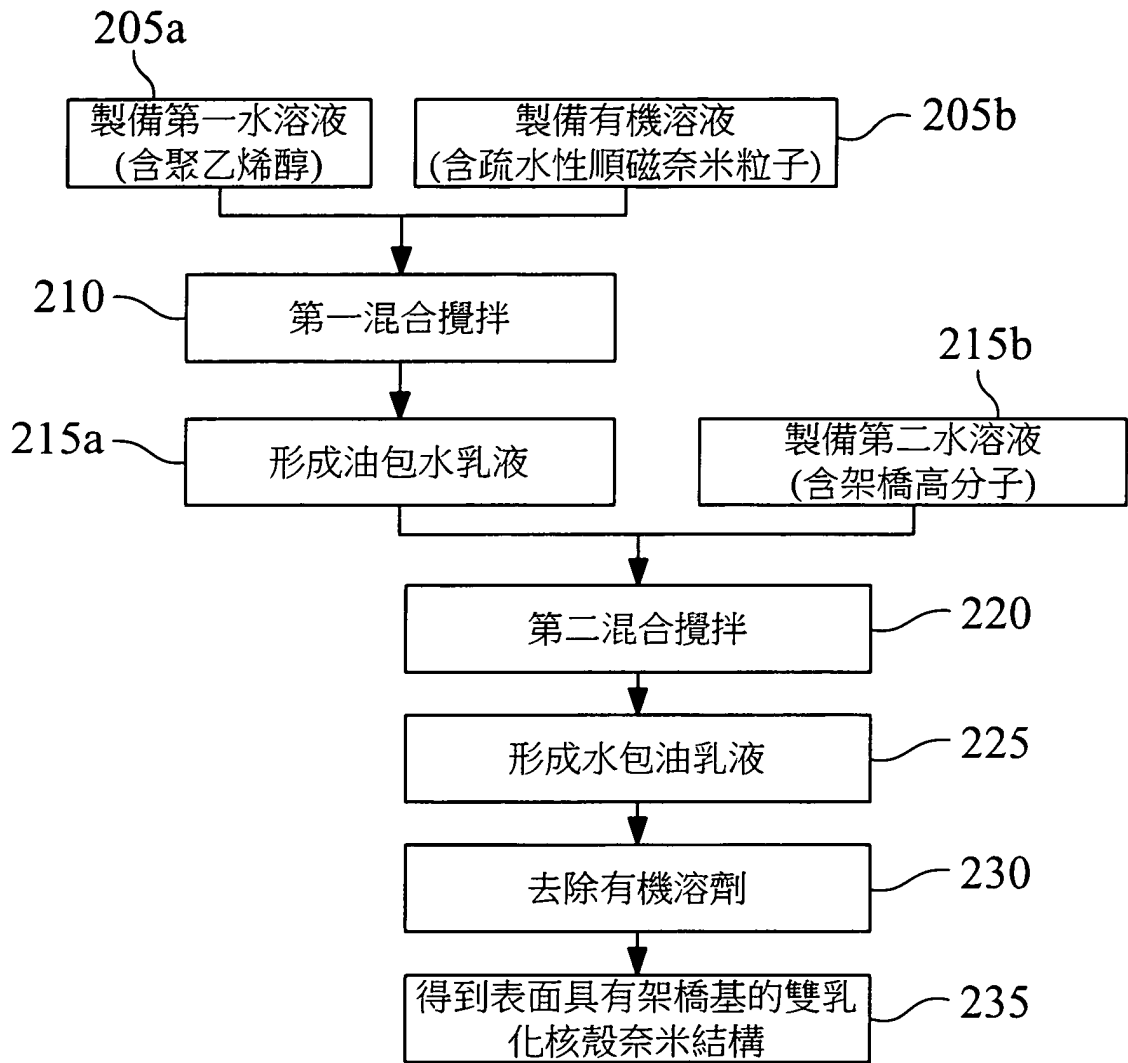 205a
製備第一水溶液
(含聚乙烯醇)
製備有機溶液
(含疏水性順磁奈米粒子)
205b
210
第一混合攪拌
215a
形成油包水乳液
215b
製備第二水溶液
(含架橋高分子)
第二混合攪拌
220
形成水包油乳液
225
去除有機溶劑
230
得到表面具有架橋基的雙乳
化核殼奈米結構
235